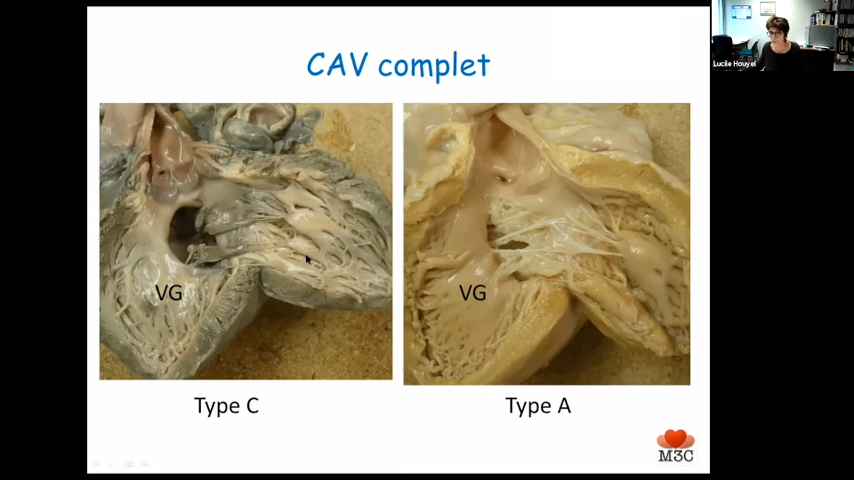 CAV complet
Lucile Houyel
VG
VG
Type C
Type A
M3C